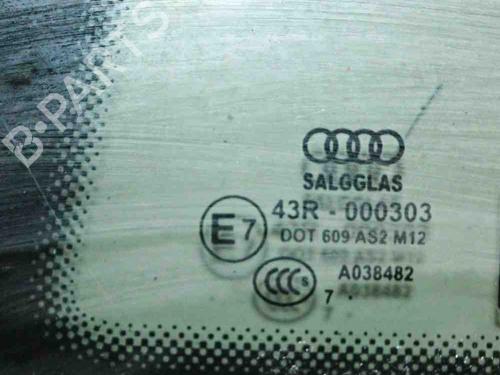 B-PARTS
SALGGLAS
E7
43R - 000303
DOT 609 AS2 M12
CCC S
A038482
7